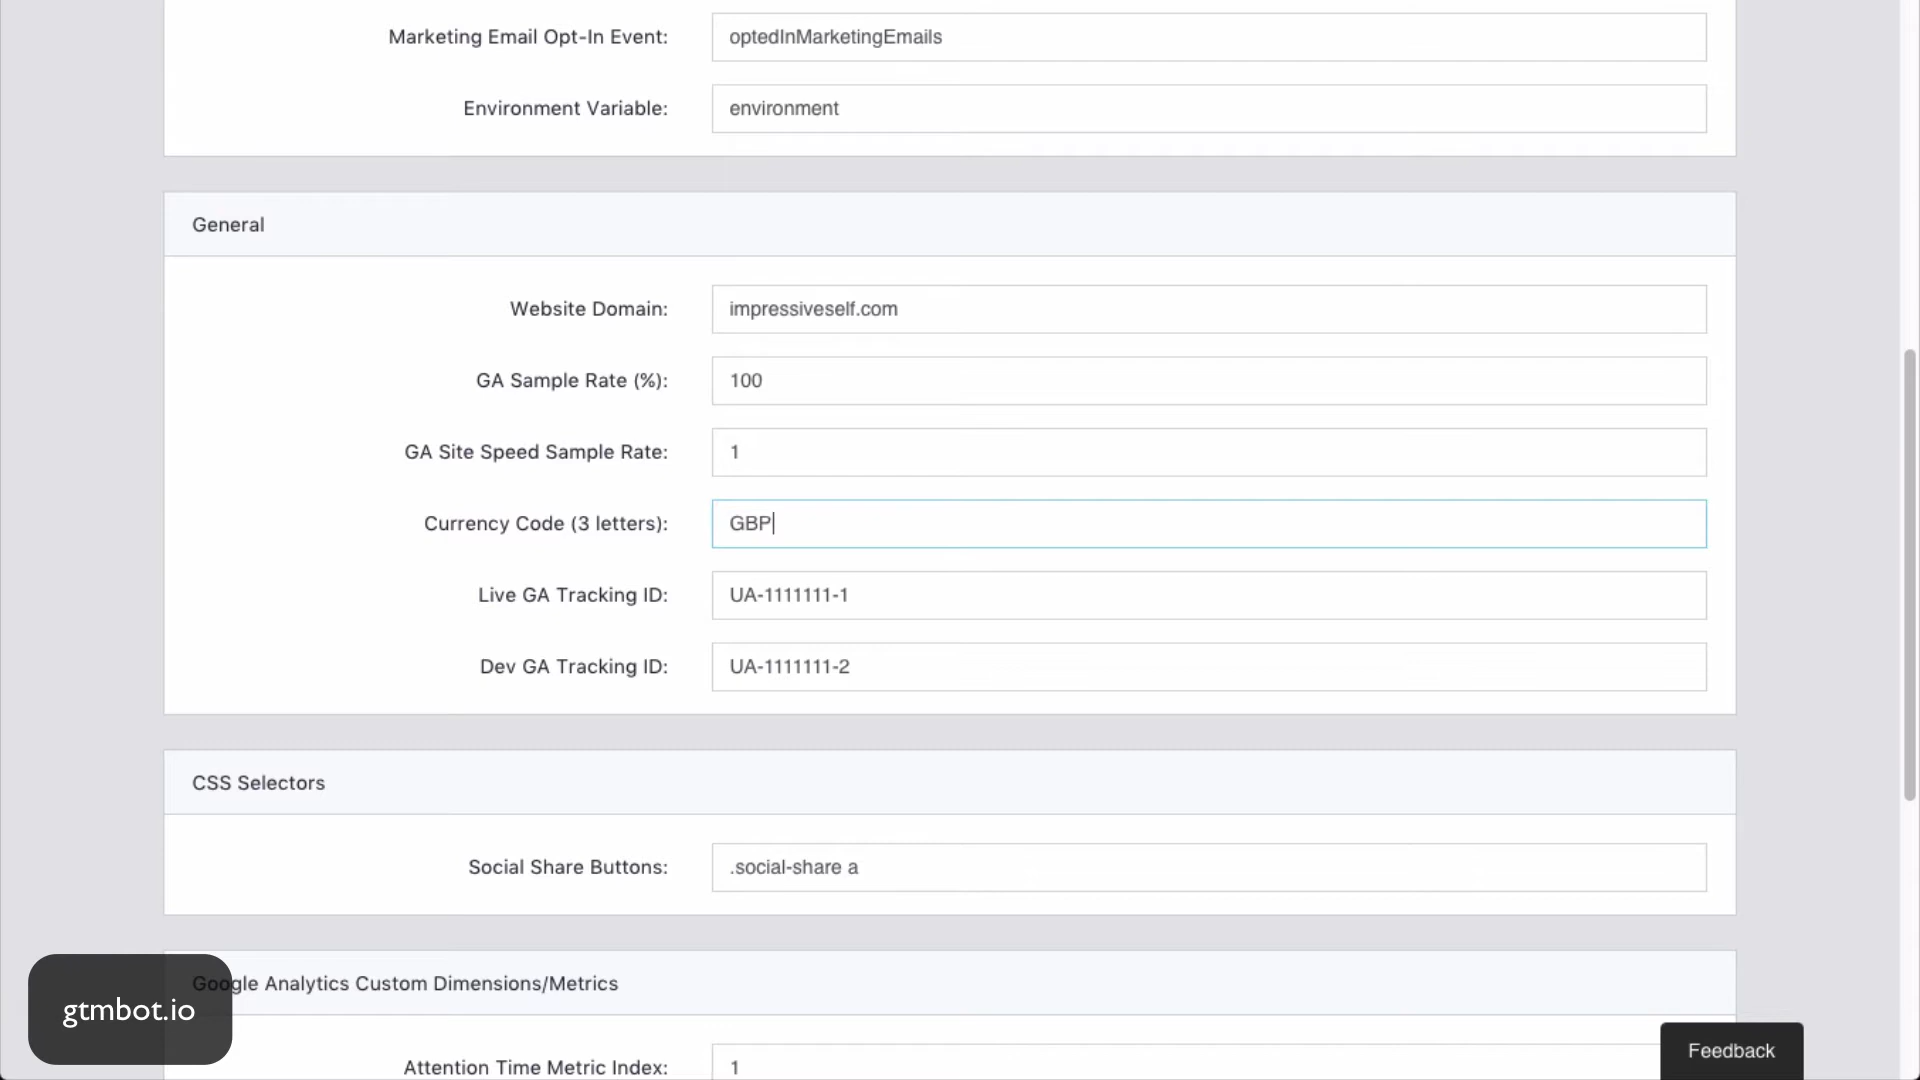 Marketing Email Opt-In Event: optedInMarketingEmails
Environment Variable: environment
General
Website Domain: impressiveself.com
GA Sample Rate (%): 100
GA Site Speed Sample Rate: 1
Currency Code (3 letters): GBP
Live GA Tracking ID: UA-1111111-1
Dev GA Tracking ID: UA-1111111-2
CSS Selectors
Social Share Buttons: .social-share a
Google Analytics Custom Dimensions/Metrics
gtmbot.io
Attention Time Metric Index: 1
Feedback